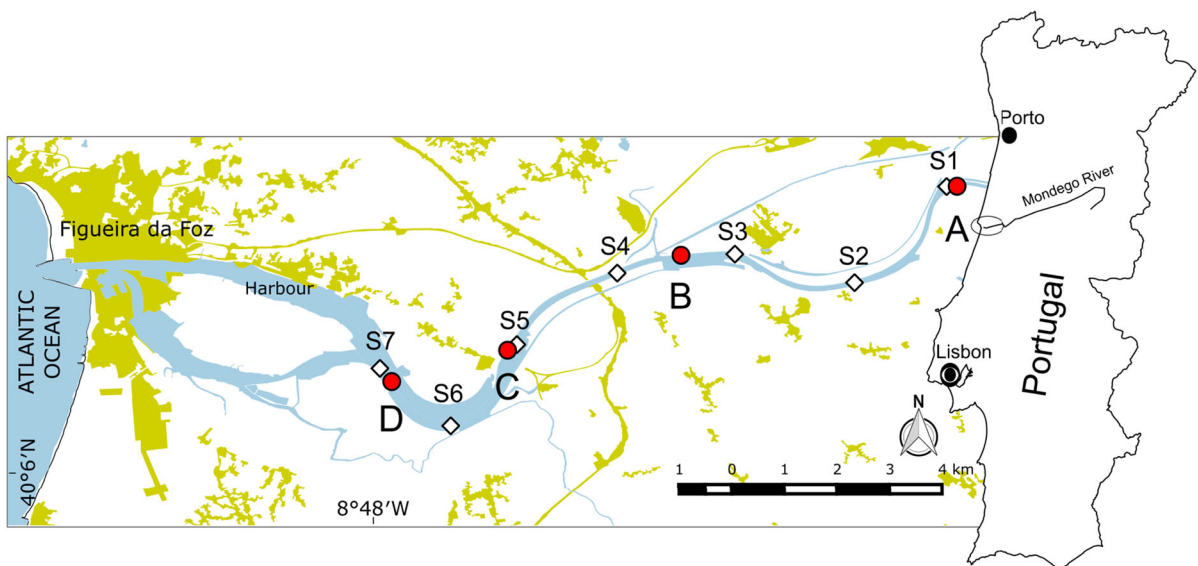 Porto
S1
Mondego River
Figueira da Foz
A
S4
S3
S2
Harbour
B
ATLANTIC
OCEAN
S5
S7
Lisbon
Portugal
C
S6
D
N
1 0 1 2 3 4 km
40°6′N
8°48′W